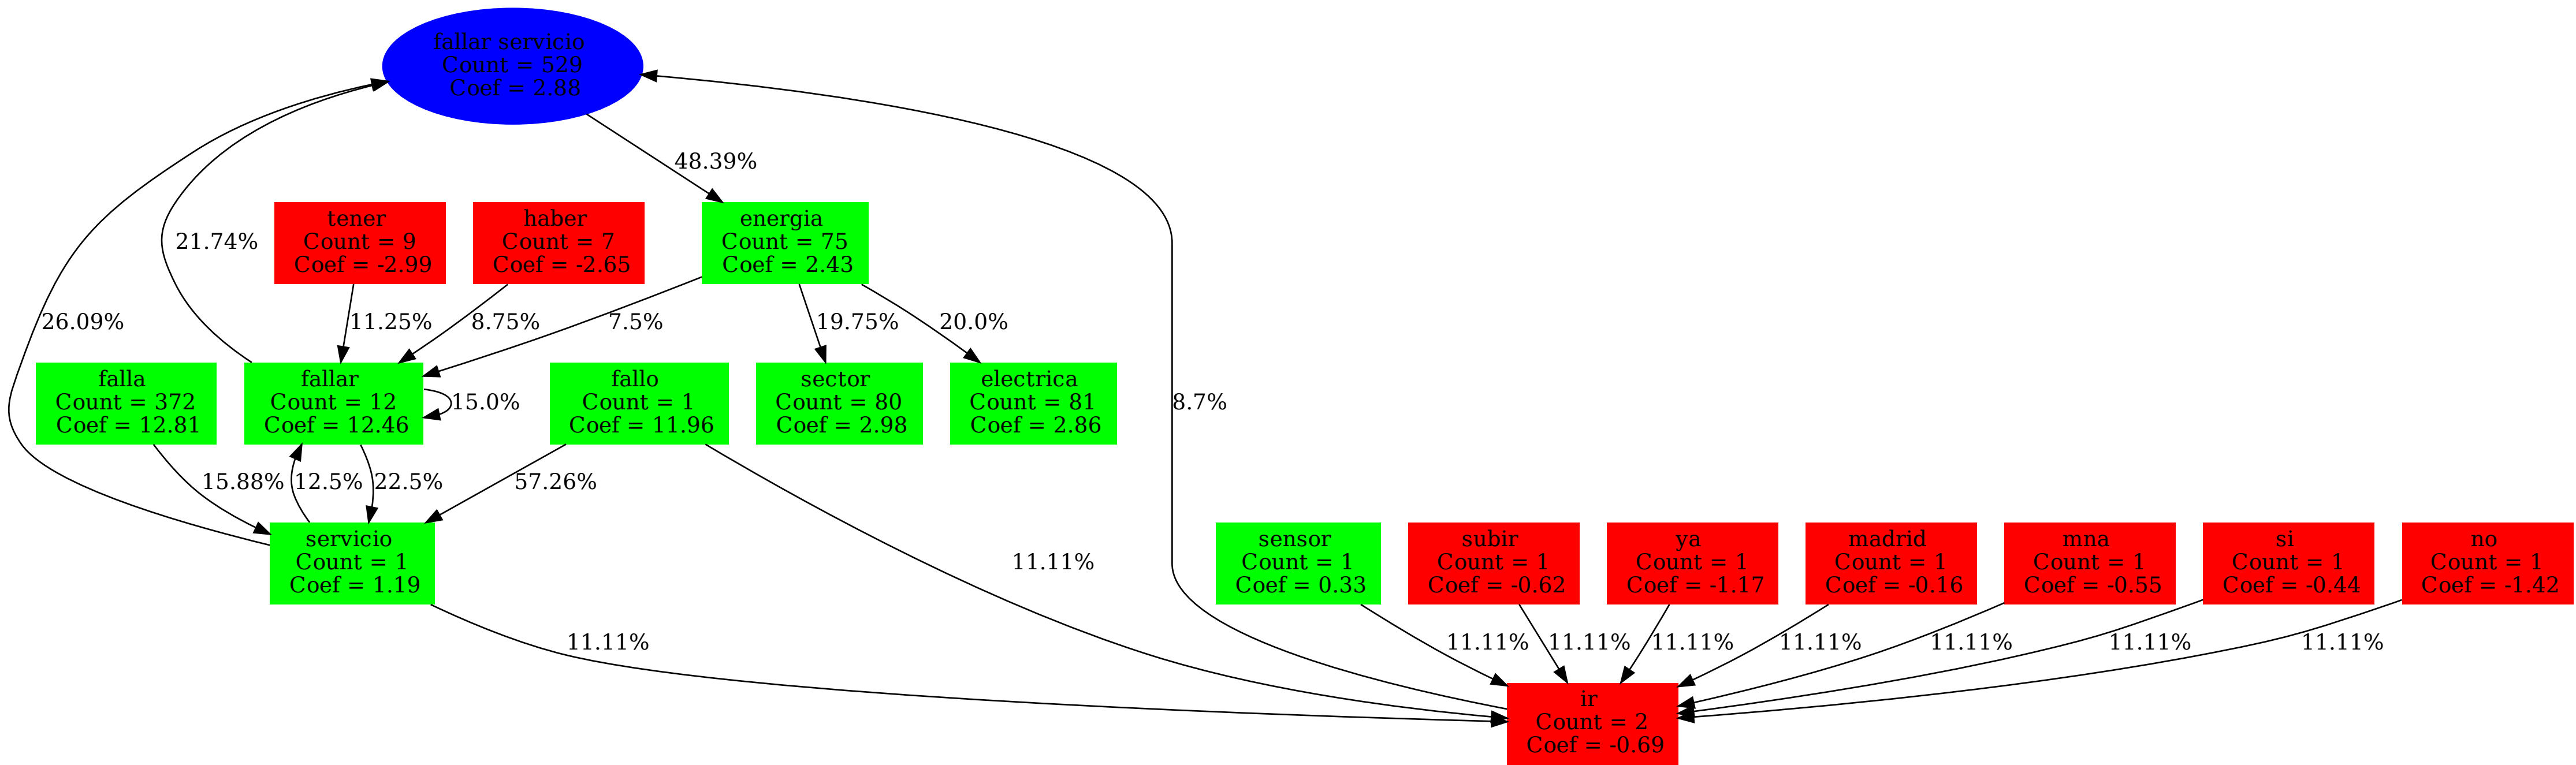 fallar servicio
Count = 529
Coef = 2.88
48.39%
tener
Count = 9
Coef = -2.99
haber
Count = 7
Coef = -2.65
energia
Count = 75
Coef = 2.43
21.74%
26.09%
11.25%
8.75%
7.5%
19.75%
20.0%
falla
Count = 372
Coef = 12.81
fallar
Count = 12
Coef = 12.46
15.0%
fallo
Count = 1
Coef = 11.96
sector
Count = 80
Coef = 2.98
electrica
Count = 81
Coef = 2.86
8.7%
15.88%
12.5%
22.5%
57.26%
servicio
Count = 1
Coef = 1.19
11.11%
sensor
Count = 1
Coef = 0.33
subir
Count = 1
Coef = -0.62
ya
Count = 1
Coef = -1.17
madrid
Count = 1
Coef = -0.16
mna
Count = 1
Coef = -0.55
si
Count = 1
Coef = -0.44
no
Count = 1
Coef = -1.42
11.11%
11.11%
11.11%
11.11%
11.11%
11.11%
11.11%
11.11%
ir
Count = 2
Coef = -0.69